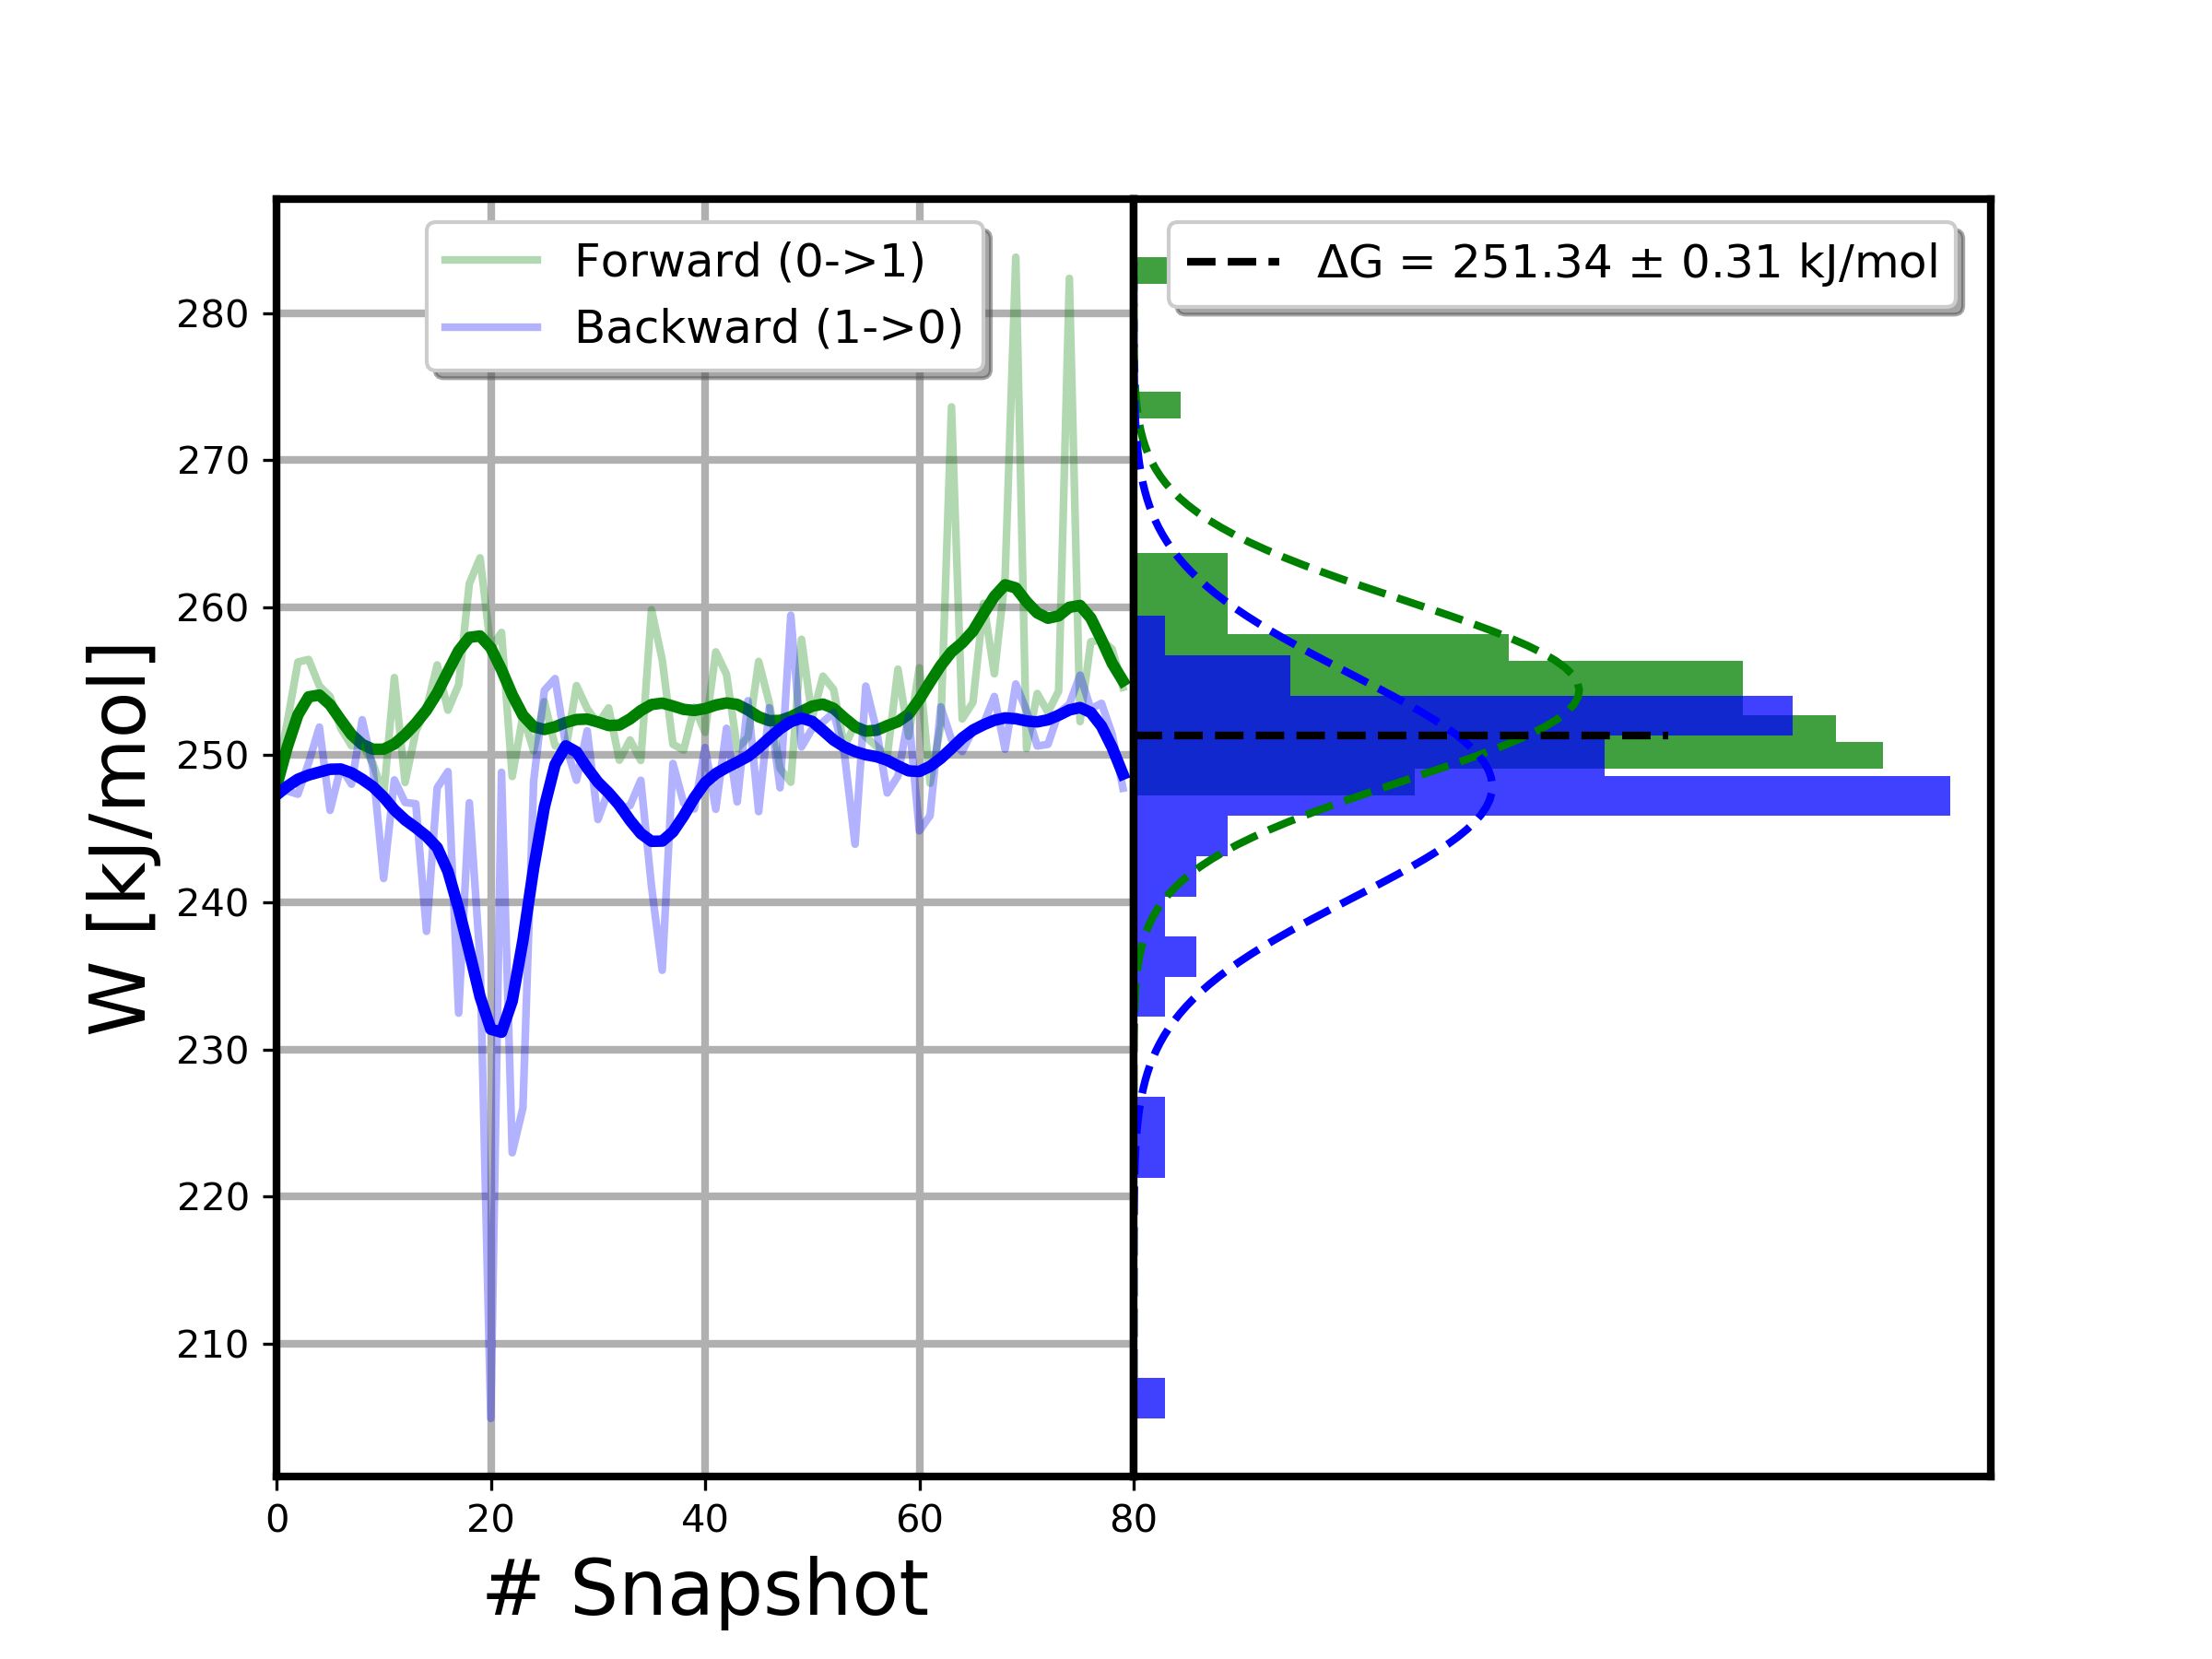 Forward (0->1)
Backward (1->0)
ΔG = 251.34 ± 0.31 kJ/mol
W [kJ/mol]
280
270
260
250
240
230
220
210
0 20 40 60 80
# Snapshot